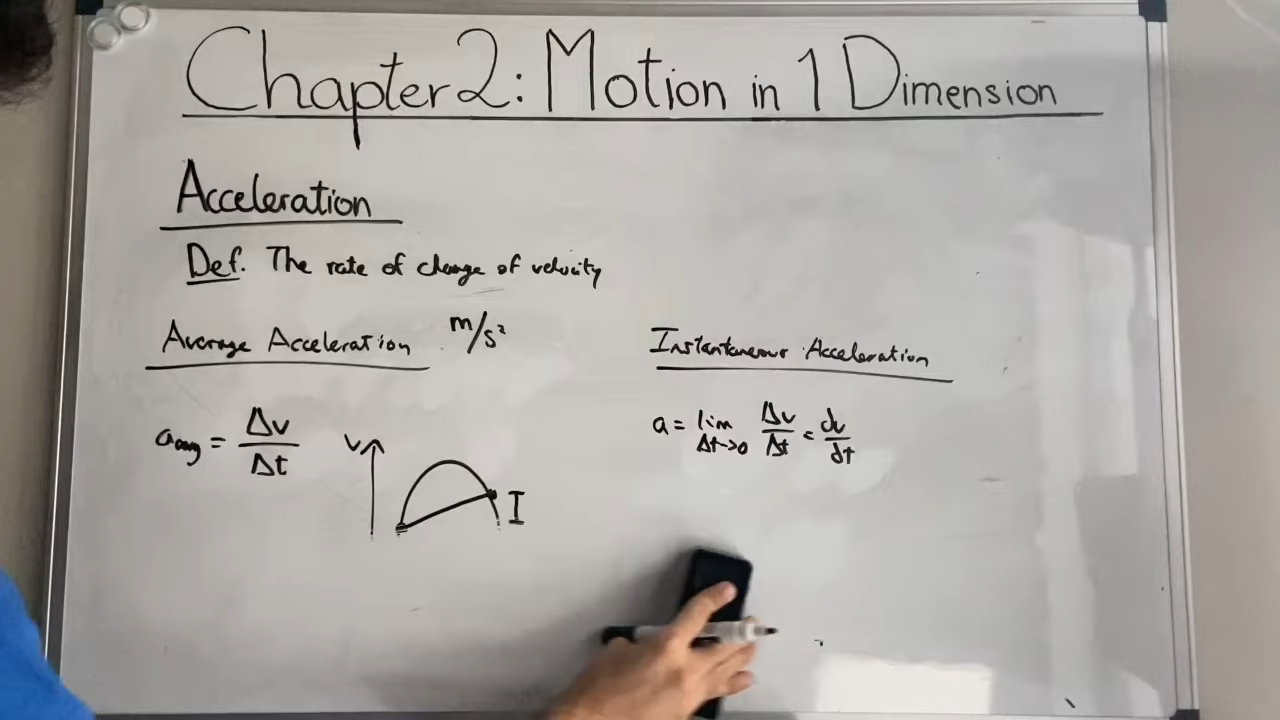 Chapter 2: Motion in 1 Dimension
Acceleration
Def. The rate of change of velocity
Average Acceleration m/s²
a_avg = Δv/Δt
v
I
Instantaneous Acceleration
a = lim Δt->0 Δv/Δt = dv/dt